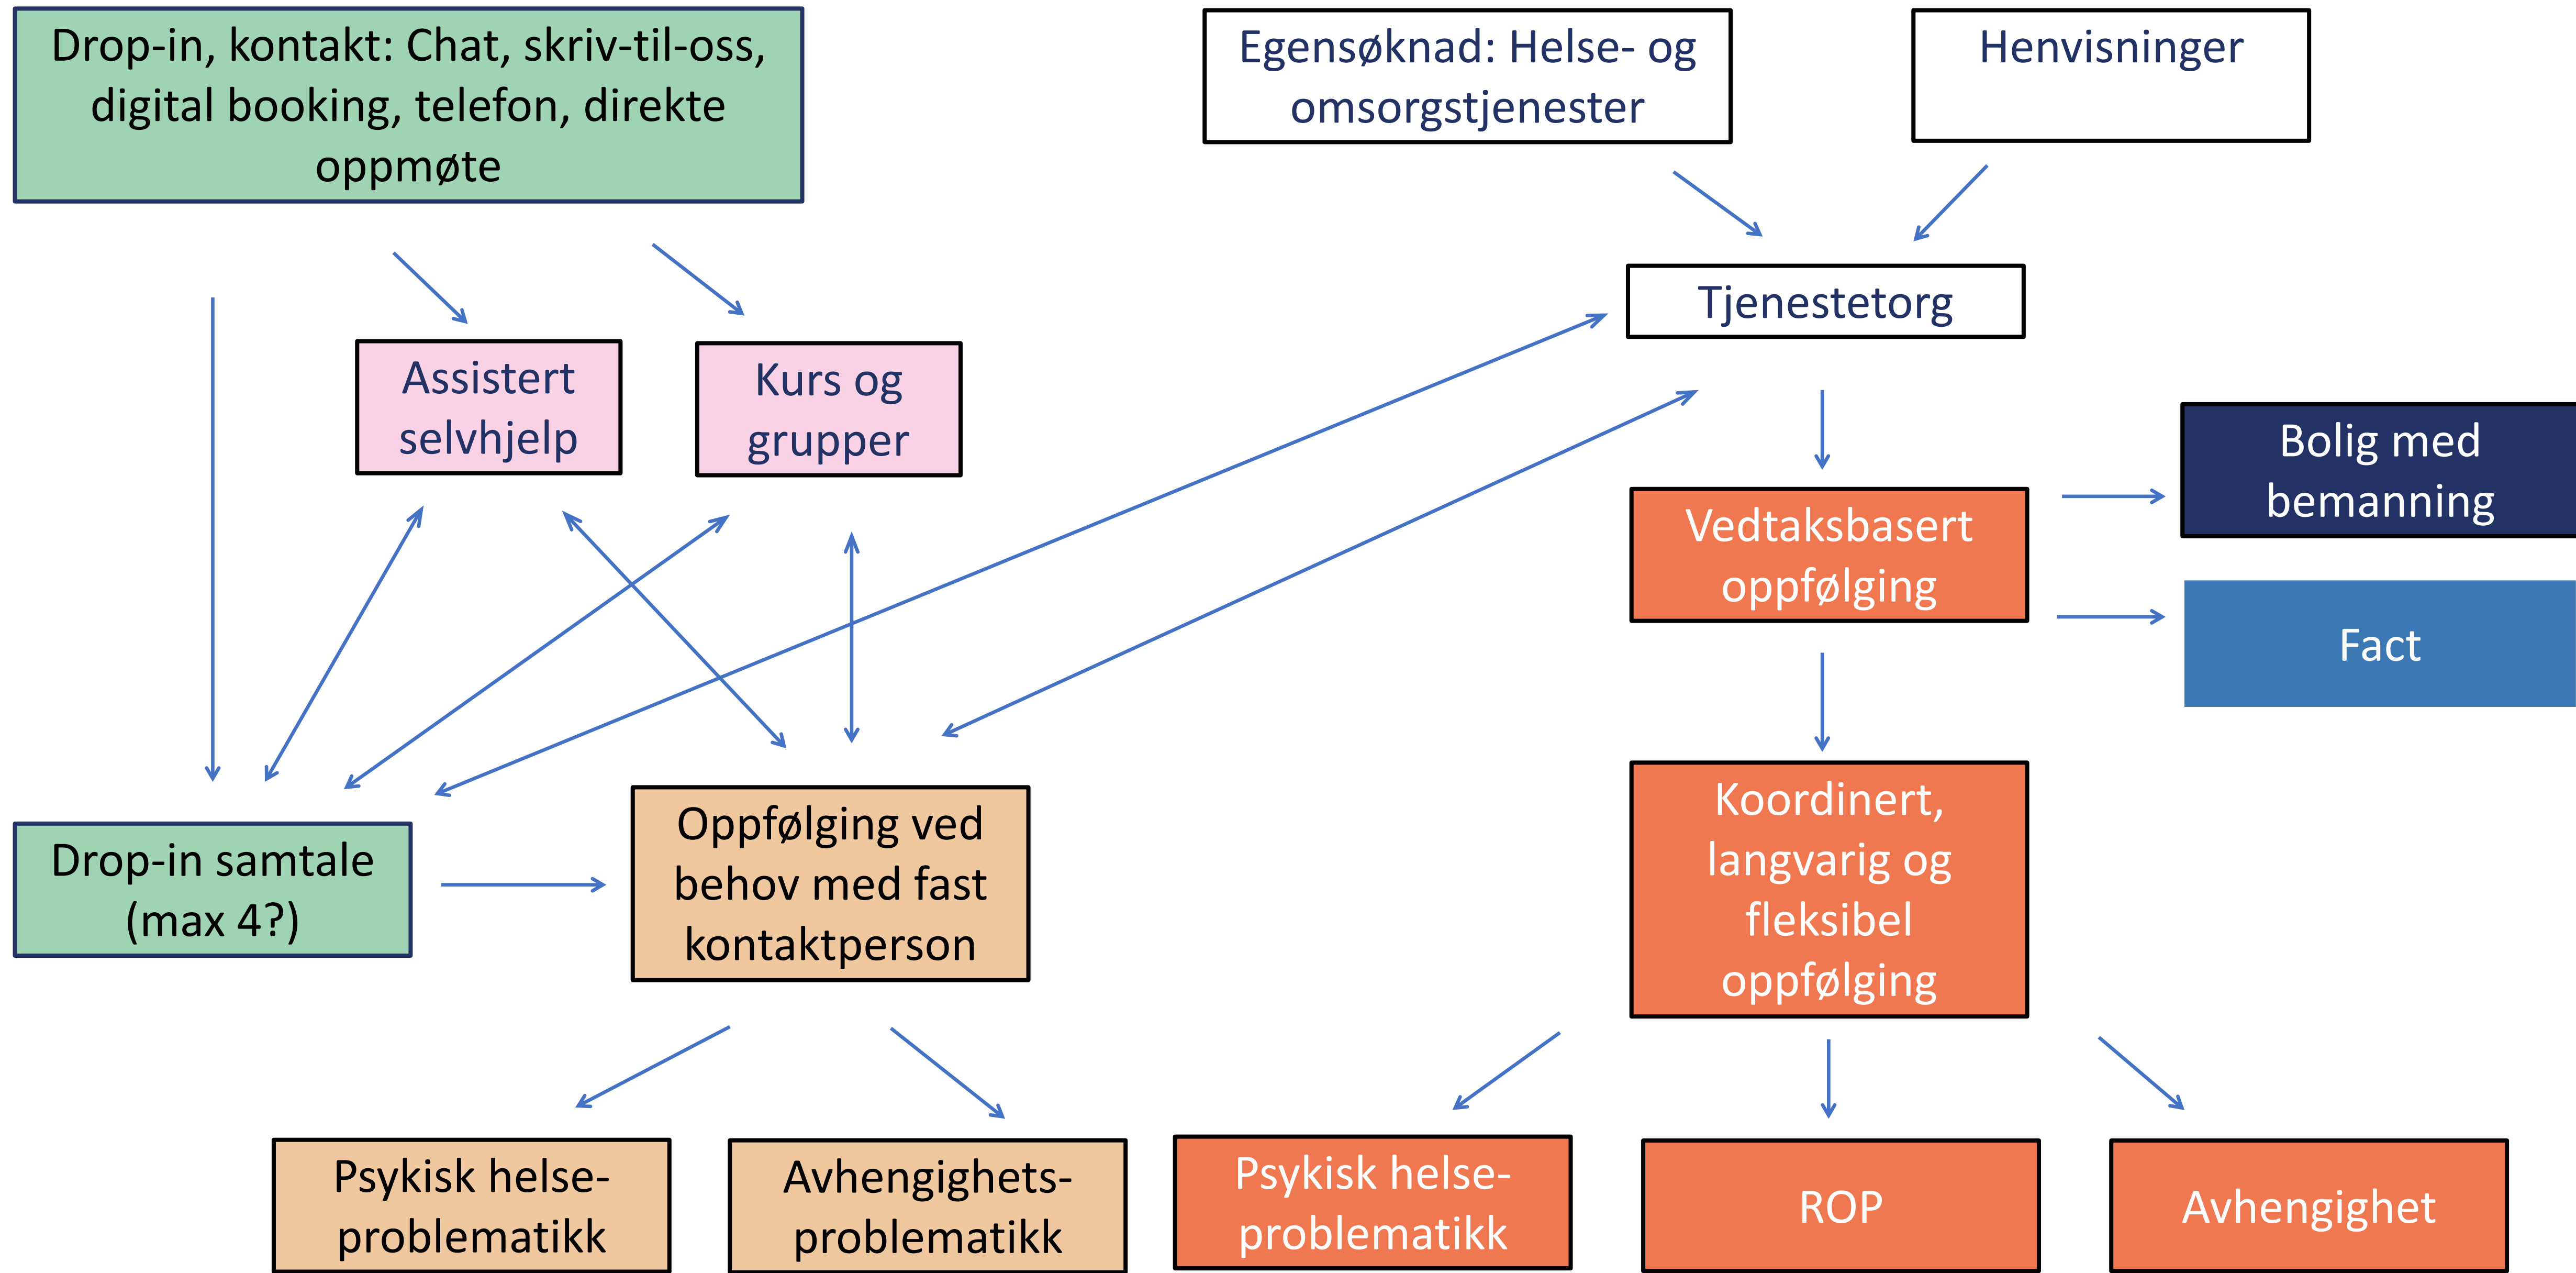 Drop-in, kontakt: Chat, skriv-til-oss,
digital booking, telefon, direkte
oppmøte
Egensøknad: Helse- og
omsorgstjenester
Henvisninger
Tjenestetorg
Assistert
selvhjelp
Kurs og
grupper
Bolig med
bemanning
Vedtaksbasert
oppfølging
Fact
Drop-in samtale
(max 4?)
Oppfølging ved
behov med fast
kontaktperson
Koordinert,
langvarig og
fleksibel
oppfølging
Psykisk helse-
problematikk
Avhengighets-
problematikk
Psykisk helse-
problematikk
ROP
Avhengighet